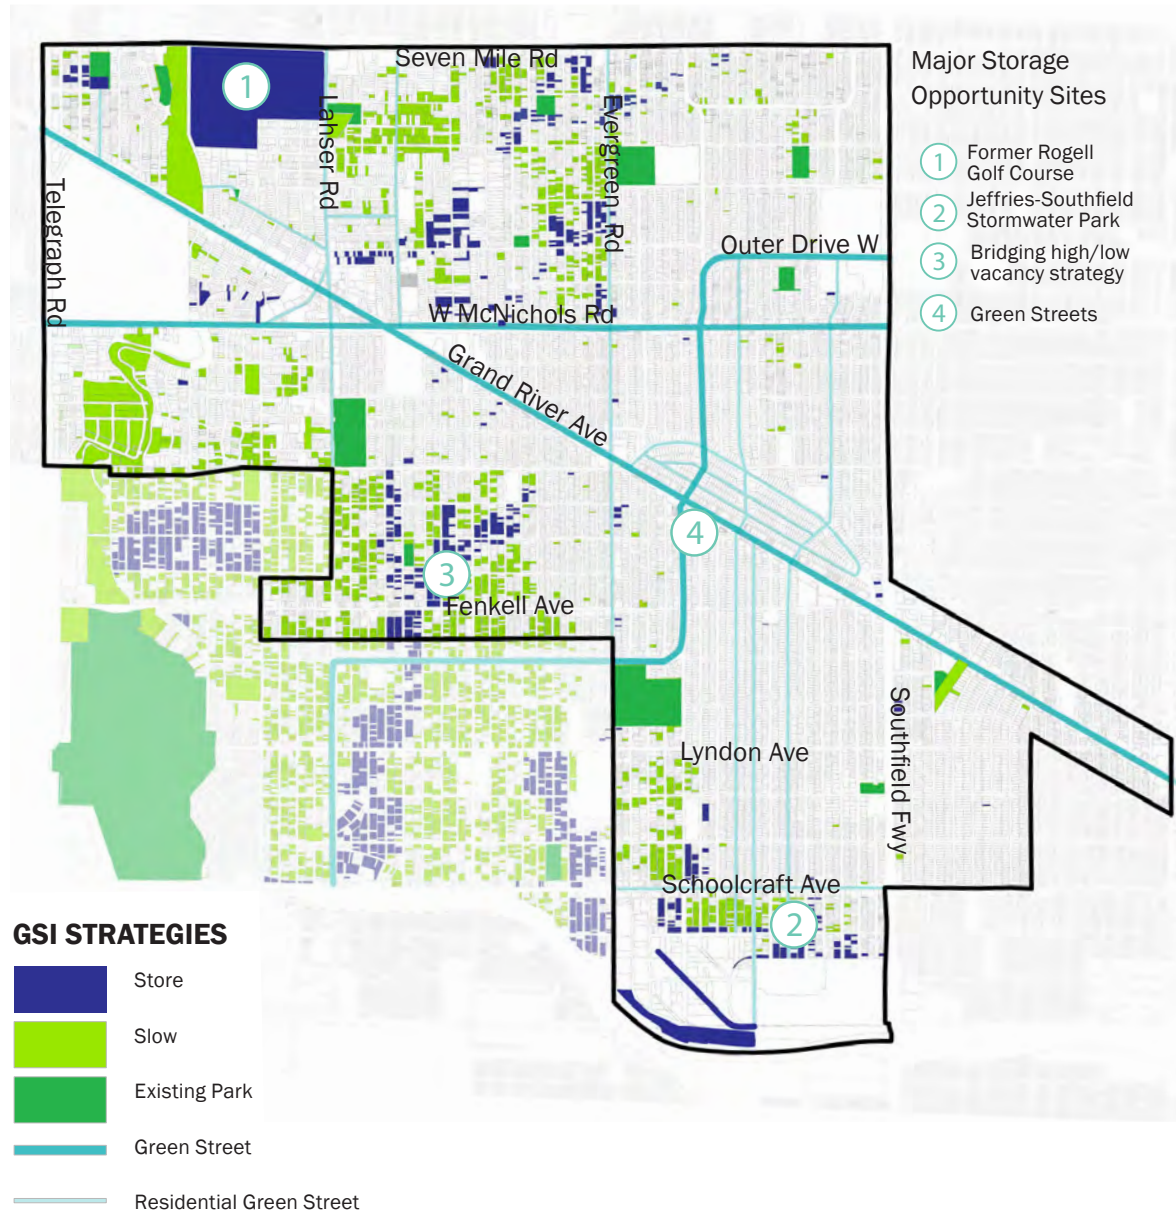 Seven Mile Rd
Major Storage
Opportunity Sites
1
Lahser Rd
Evergreen Rd
1
Former Rogell
Golf Course
Telegraph Rd
2
Jeffries-Southfield
Stormwater Park
Outer Drive W
3
Bridging high/low
vacancy strategy
W McNichols Rd
4
Green Streets
Grand River Ave
4
3
Fenkell Ave
Southfield Fwy
Lyndon Ave
Schoolcraft Ave
2
GSI STRATEGIES
Store
Slow
Existing Park
Green Street
Residential Green Street